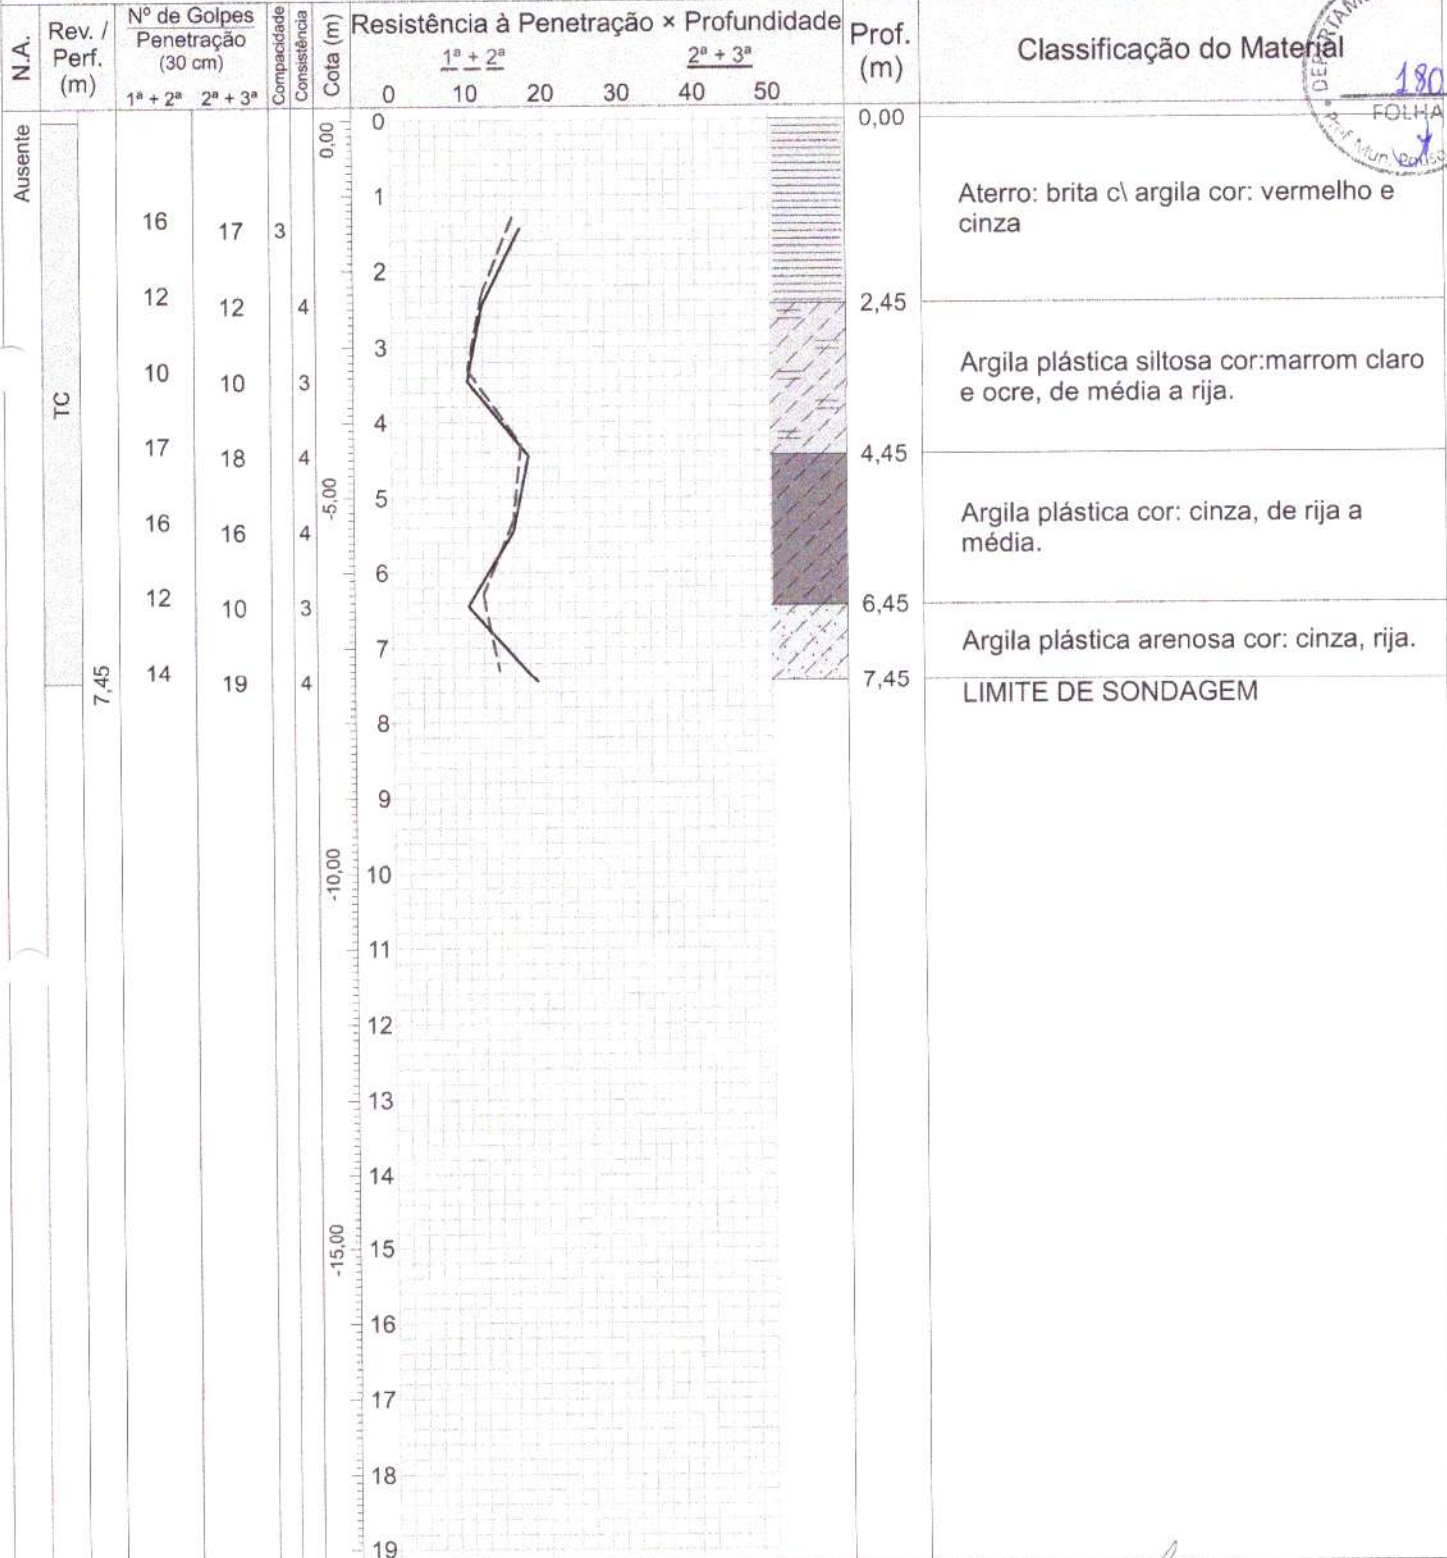 N.A.
Rev. /
Perf.
(m)
Nº de Golpes
Penetração
(30 cm)
1ª + 2ª 2ª + 3ª
Compacidade
Consistência
Cota (m)
Resistência à Penetração × Profundidade
1ª + 2ª 2ª + 3ª
0 10 20 30 40 50
Prof.
(m)
Classificação do Material
180
FOLHA
Ausente
TC
7,45
16 17 3
12 12 4
10 10 3
17 18 4
16 16 4
12 10 3
14 19 4
0,00
-5,00
-10,00
-15,00
0
1
2
3
4
5
6
7
8
9
10
11
12
13
14
15
16
17
18
19
0,00
Aterro: brita c\ argila cor: vermelho e
cinza
2,45
Argila plástica siltosa cor:marrom claro
e ocre, de média a rija.
4,45
Argila plástica cor: cinza, de rija a
média.
6,45
Argila plástica arenosa cor: cinza, rija.
7,45
LIMITE DE SONDAGEM